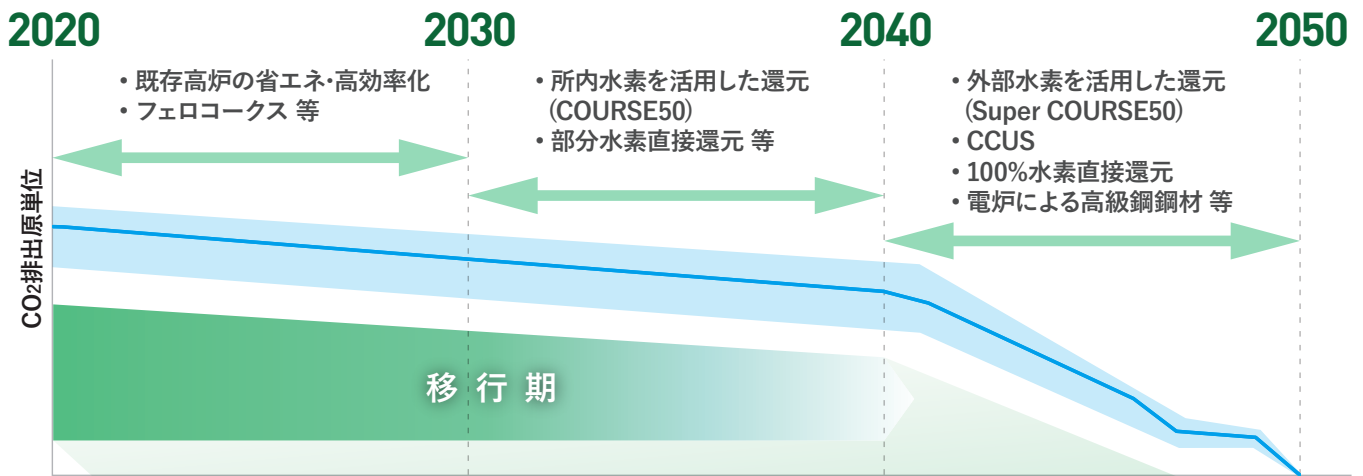 2020
2030
2040
2050
・既存高炉の省エネ・高効率化
・フェロコークス 等
・所内水素を活用した還元
(COURSE50)
・部分水素直接還元 等
・外部水素を活用した還元
(Super COURSE50)
・CCUS
・100%水素直接還元
・電炉による高級鋼鋼材 等
CO2排出原単位
移行期